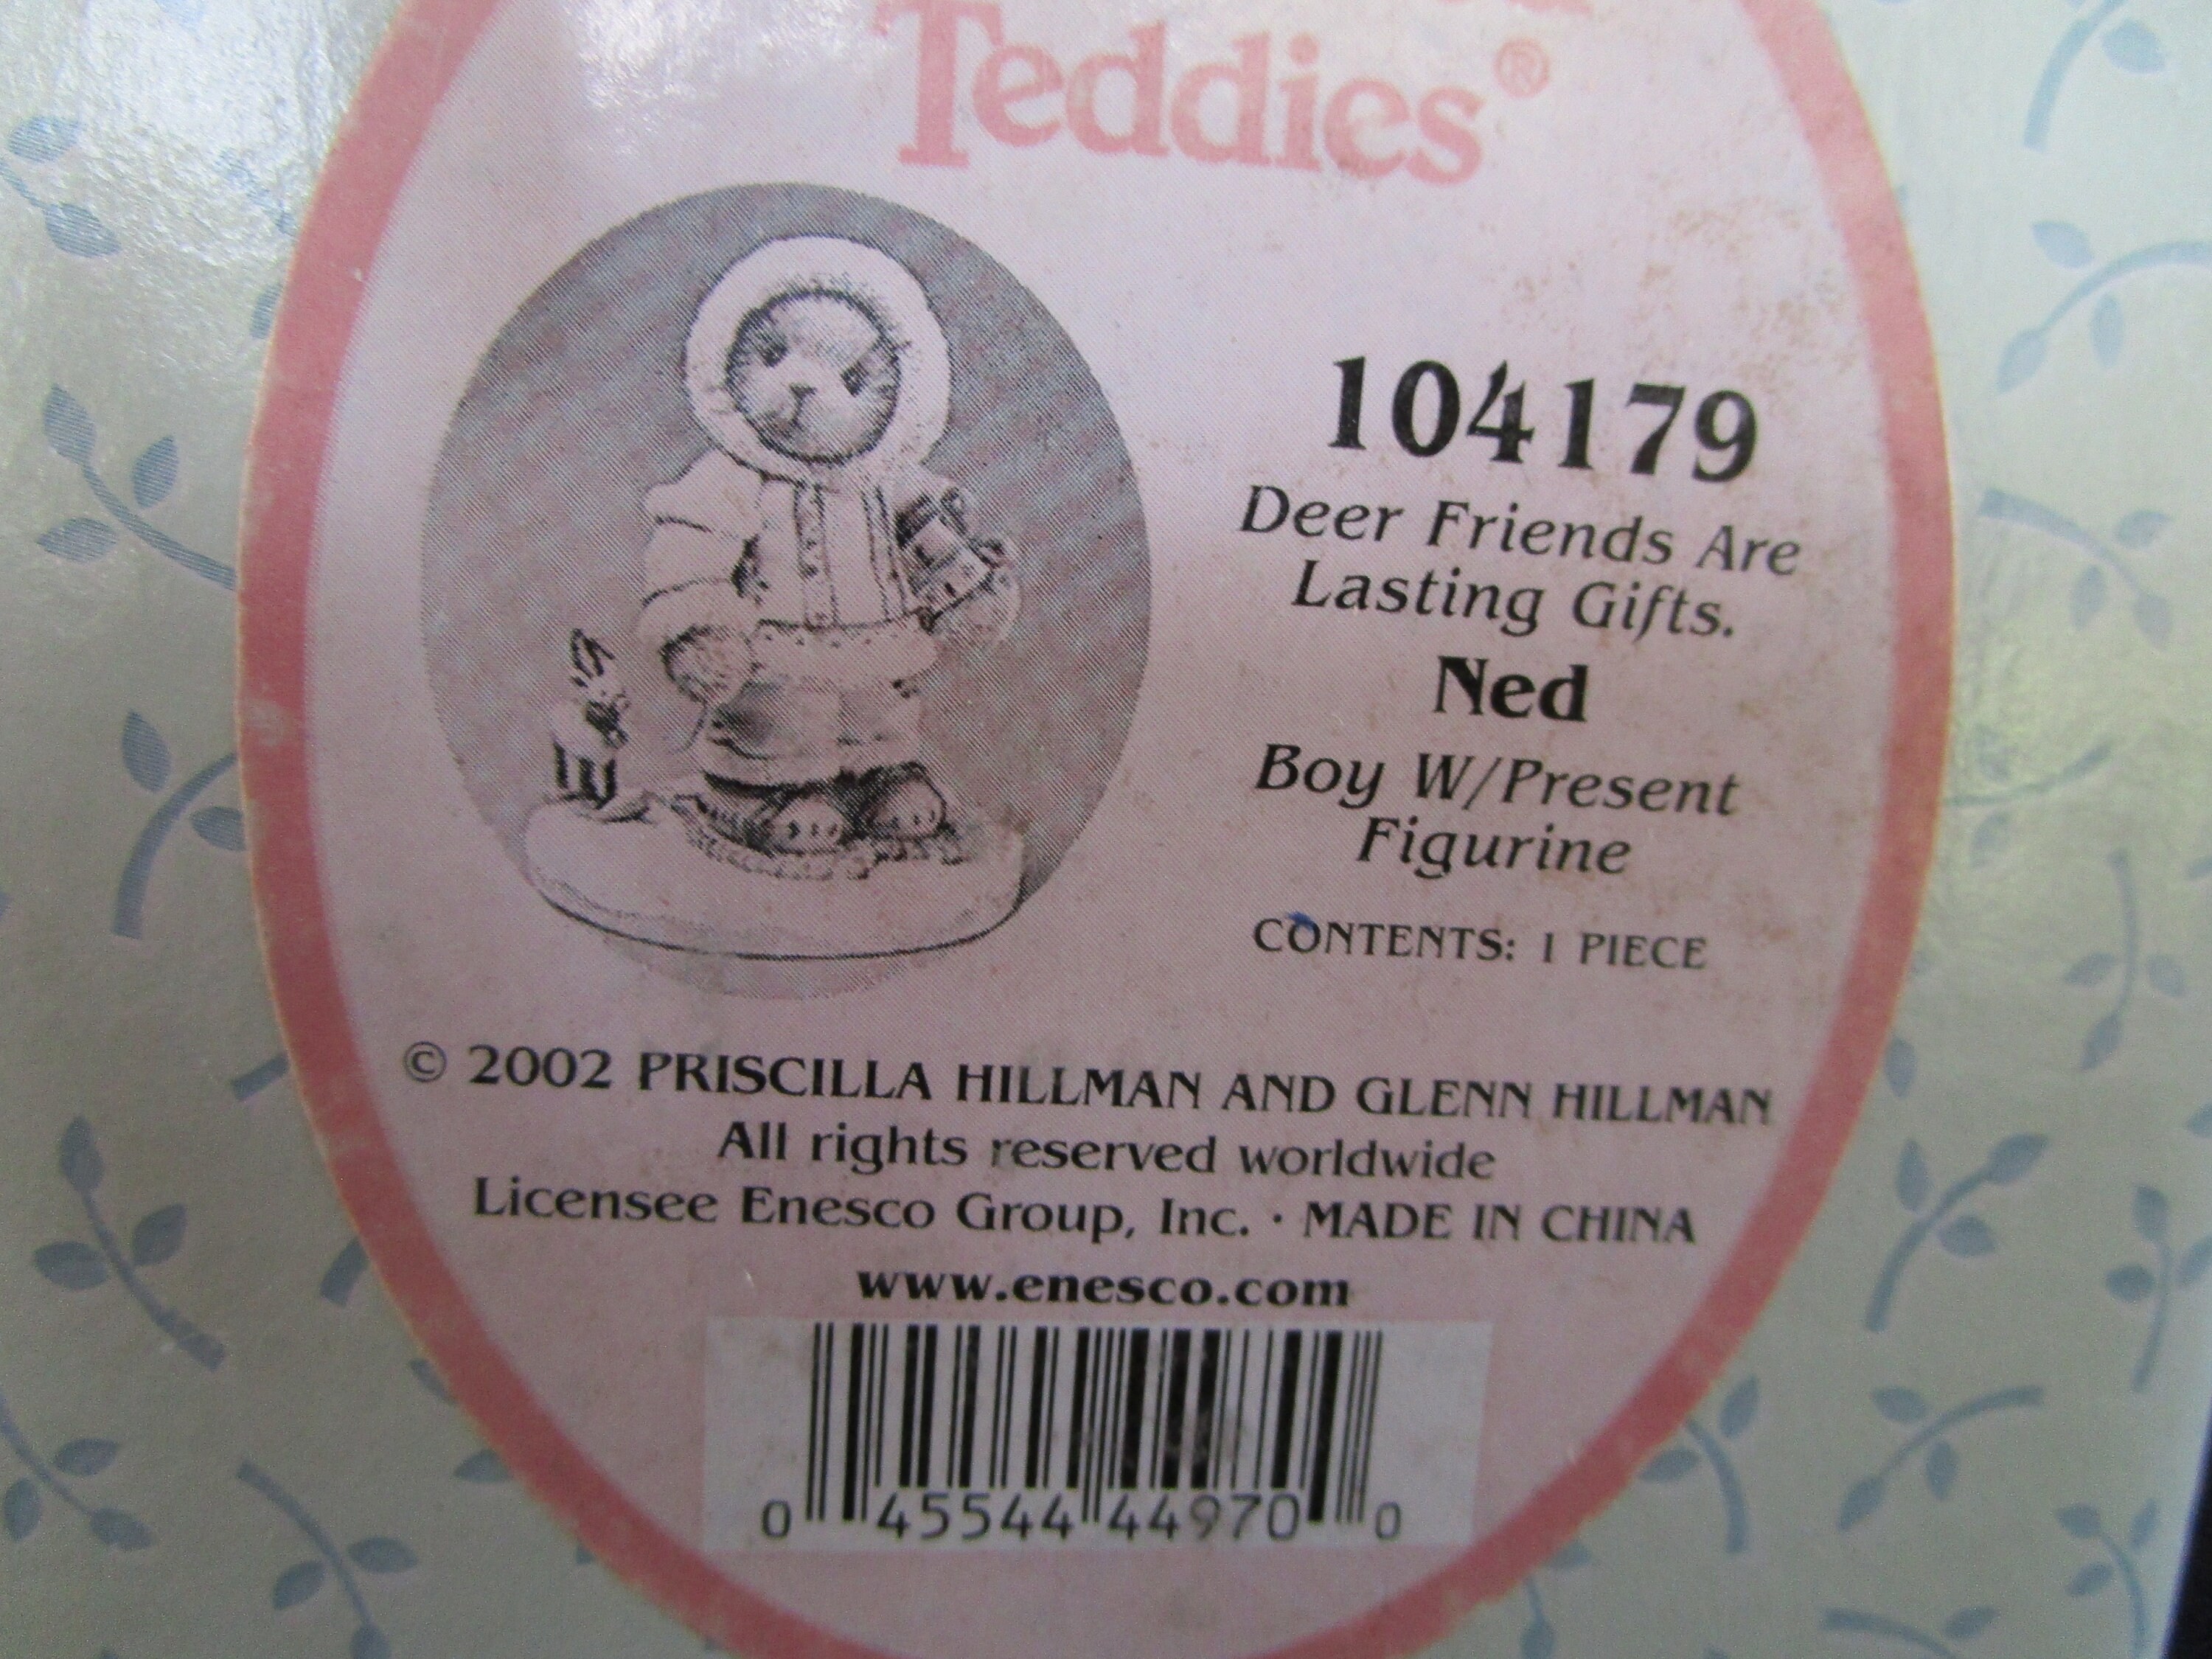 Teddies®
104179
Deer Friends Are
Lasting Gifts.
Ned
Boy W/Present
Figurine
CONTENTS: 1 PIECE
© 2002 PRISCILLA HILLMAN AND GLENN HILLMAN
All rights reserved worldwide
Licensee Enesco Group, Inc. · MADE IN CHINA
www.enesco.com
0 45544 44970 0